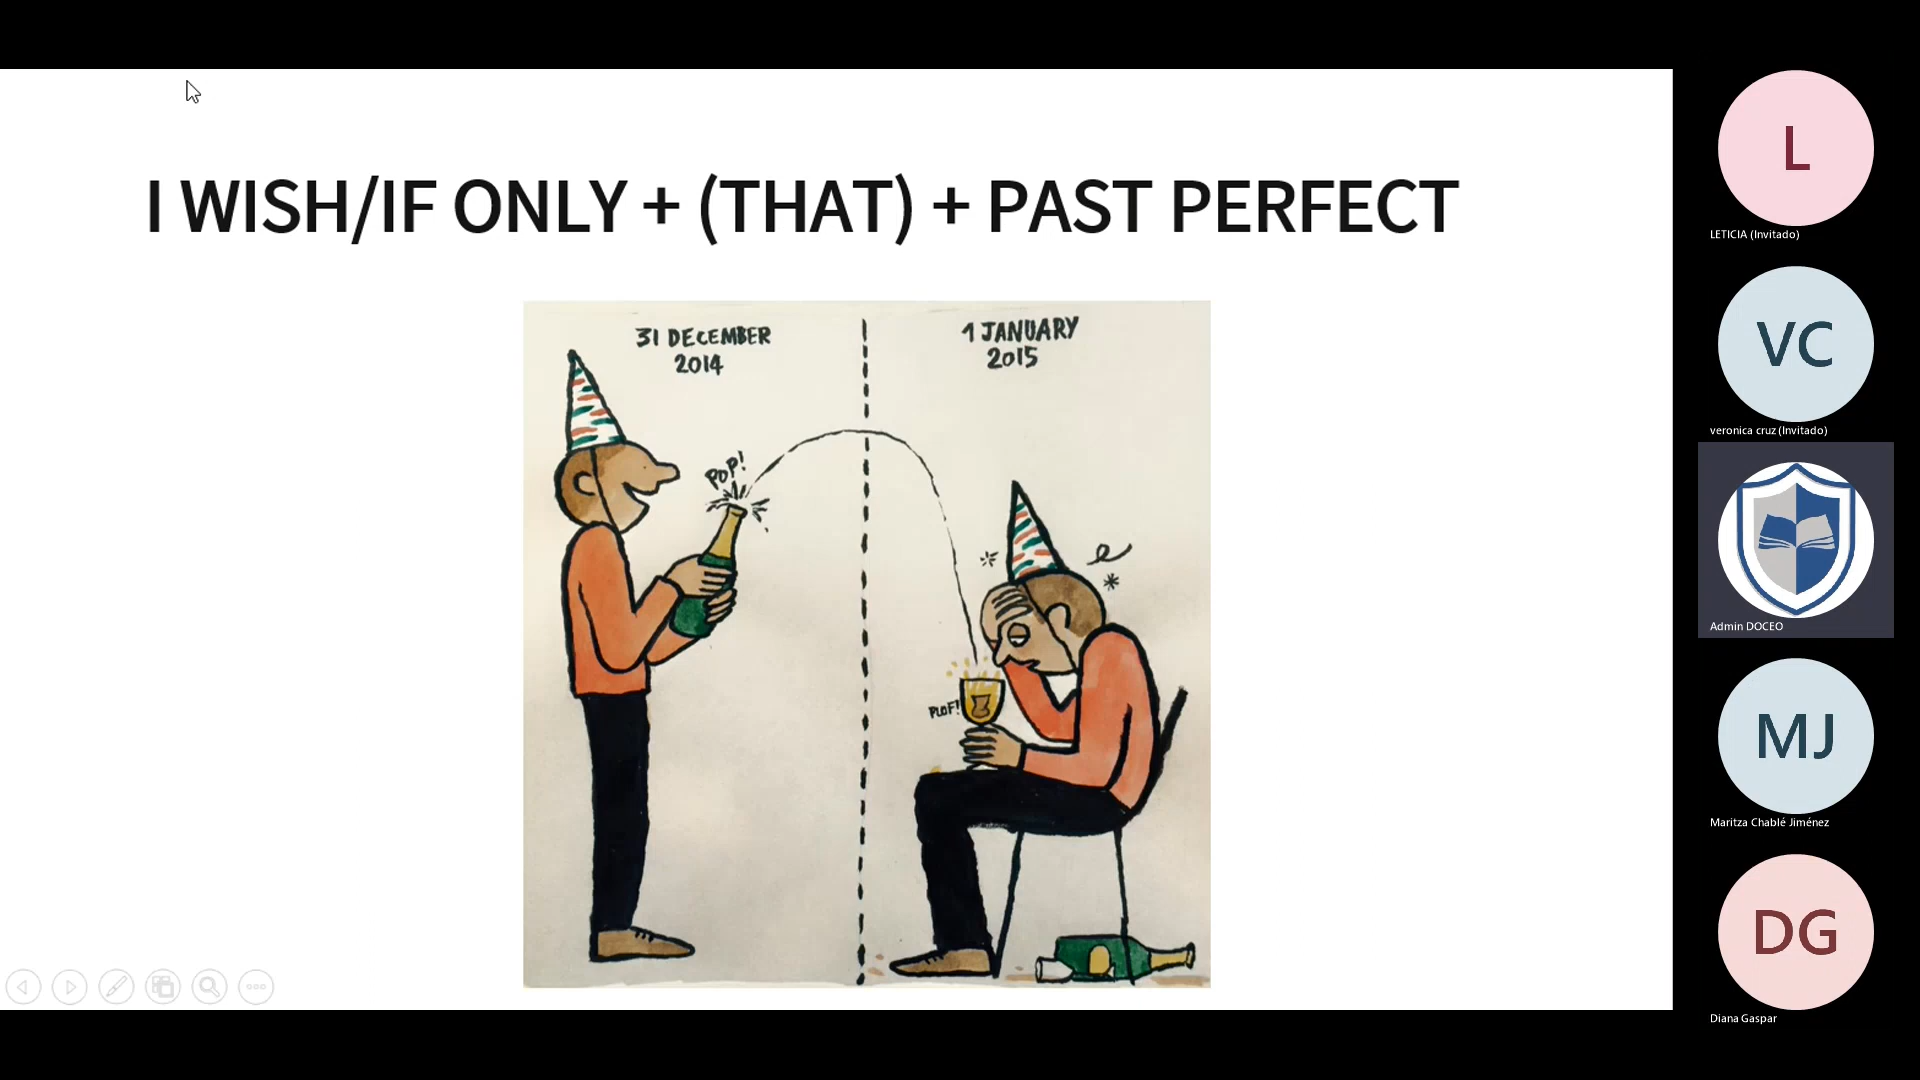 I WISH/IF ONLY + (THAT) + PAST PERFECT
31 DECEMBER
2014
1 JANUARY
2015
POP!
PLOF!
L
LETICIA (Invitado)
VC
veronica cruz (Invitado)
Admin DOCEO
MJ
Maritza Chablé Jiménez
DG
Diana Gaspar